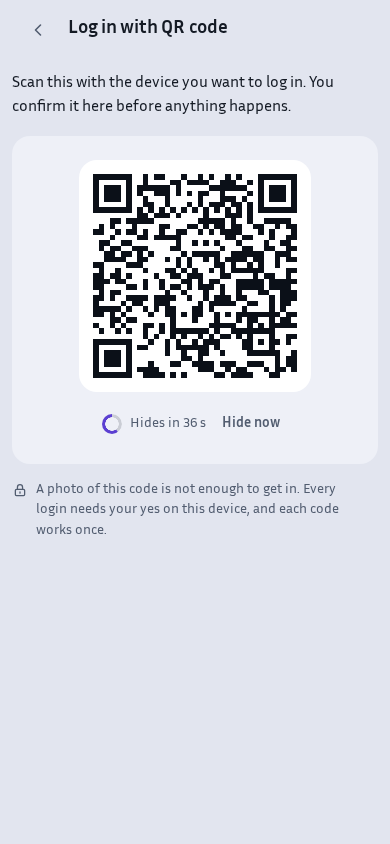 Log in with QR code
Scan this with the device you want to log in. You
confirm it here before anything happens.
Hides in 36 s Hide now
A photo of this code is not enough to get in. Every
login needs your yes on this device, and each code
works once.